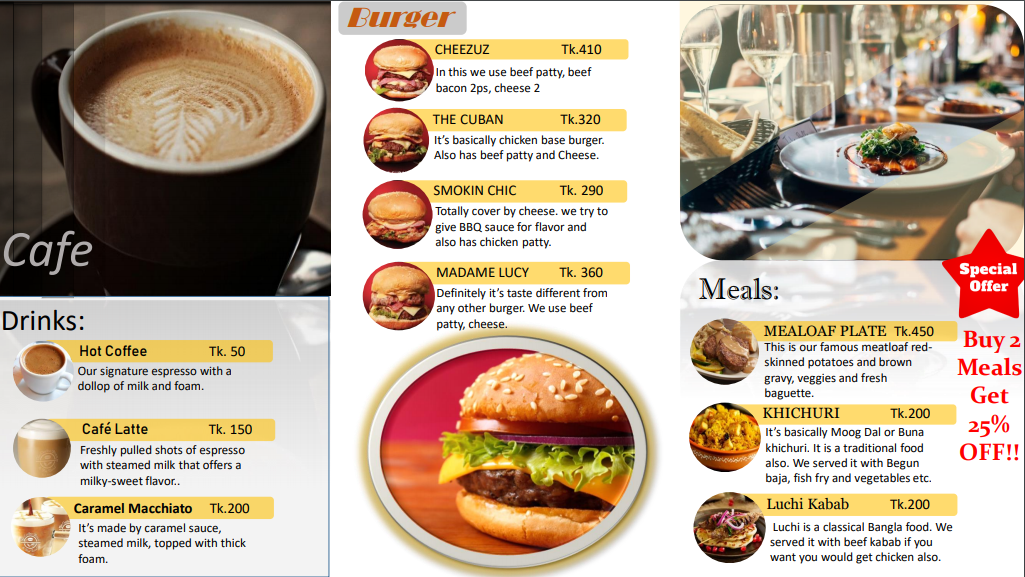 Cafe
Drinks:
Hot Coffee Tk. 50
Our signature espresso with a
dollop of milk and foam.
Café Latte Tk. 150
Freshly pulled shots of espresso
with steamed milk that offers a
milky-sweet flavor..
Caramel Macchiato Tk.200
It's made by caramel sauce,
steamed milk, topped with thick
foam.
Burger
CHEEZUZ Tk.410
In this we use beef patty, beef
bacon 2ps, cheese 2
THE CUBAN Tk.320
It's basically chicken base burger.
Also has beef patty and Cheese.
SMOKIN CHIC Tk. 290
Totally cover by cheese. we try to
give BBQ sauce for flavor and
also has chicken patty.
MADAME LUCY Tk. 360
Definitely it's taste different from
any other burger. We use beef
patty, cheese.
Meals:
MEALOAF PLATE Tk.450
This is our famous meatloaf red-
skinned potatoes and brown
gravy, veggies and fresh
baguette.
KHICHURI Tk.200
It's basically Moog Dal or Buna
khichuri. It is a traditional food
also. We served it with Begun
baja, fish fry and vegetables etc.
Luchi Kabab Tk.200
Luchi is a classical Bangla food. We
served it with beef kabab if you
want you would get chicken also.
Special
Offer
Buy 2
Meals
Get
25%
OFF!!